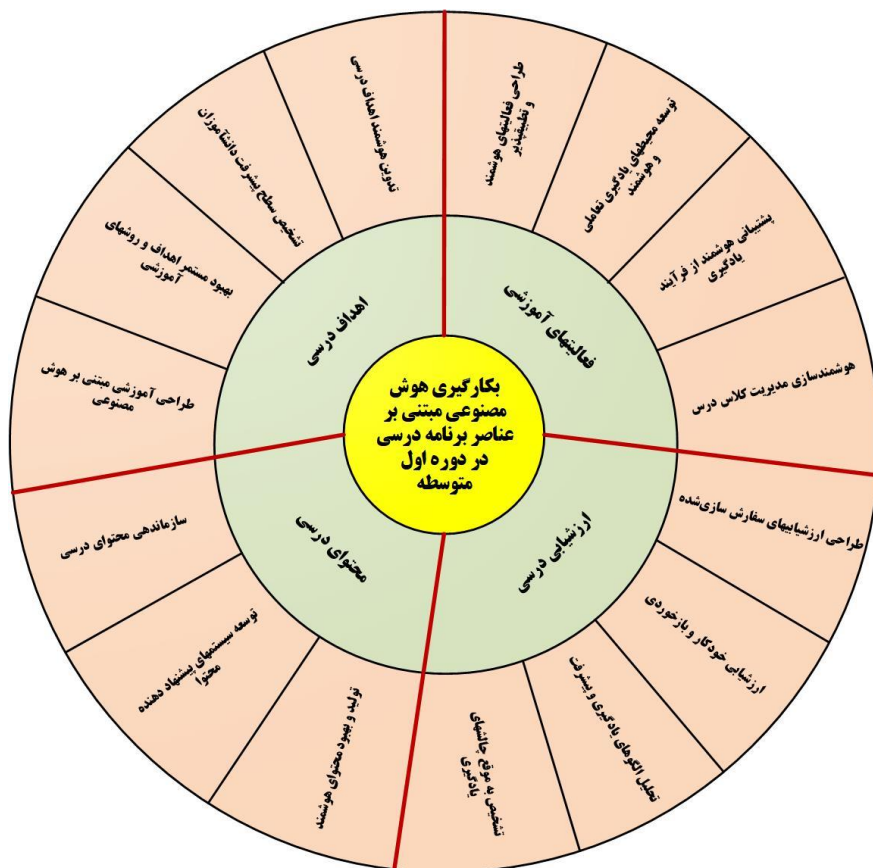 بکارگیری هوش
مصنوعی مبتنی بر
عناصر برنامه درسی
در دوره اول
متوسطه
اهداف درسی
تدوین هوشمند اهداف درسی
تشخیص سطح پیشرفت دانشآموزان
بهبود مستمر اهداف و روشهای
آموزشی
طراحی آموزشی مبتنی بر هوش
مصنوعی
فعالیتهای آموزشی
طراحی فعالیتهای هوشمند
و تطبیقپذیر
توسعه محیطهای یادگیری تعاملی
و هوشمند
پشتیبانی هوشمند از فرآیند
یادگیری
هوشمندسازی مدیریت کلاس درس
ارزشیابی درسی
طراحی ارزشیابیهای سفارش سازی‌شده
ارزشیابی خودکار و بازخوردی
تحلیل الگوهای یادگیری و پیشرفت
تشخیص به موقع چالشهای
یادگیری
محتوای درسی
تولید و بهبود محتوای هوشمند
توسعه سیستمهای پیشنهاد دهنده
محتوا
سازماندهی محتوای درسی